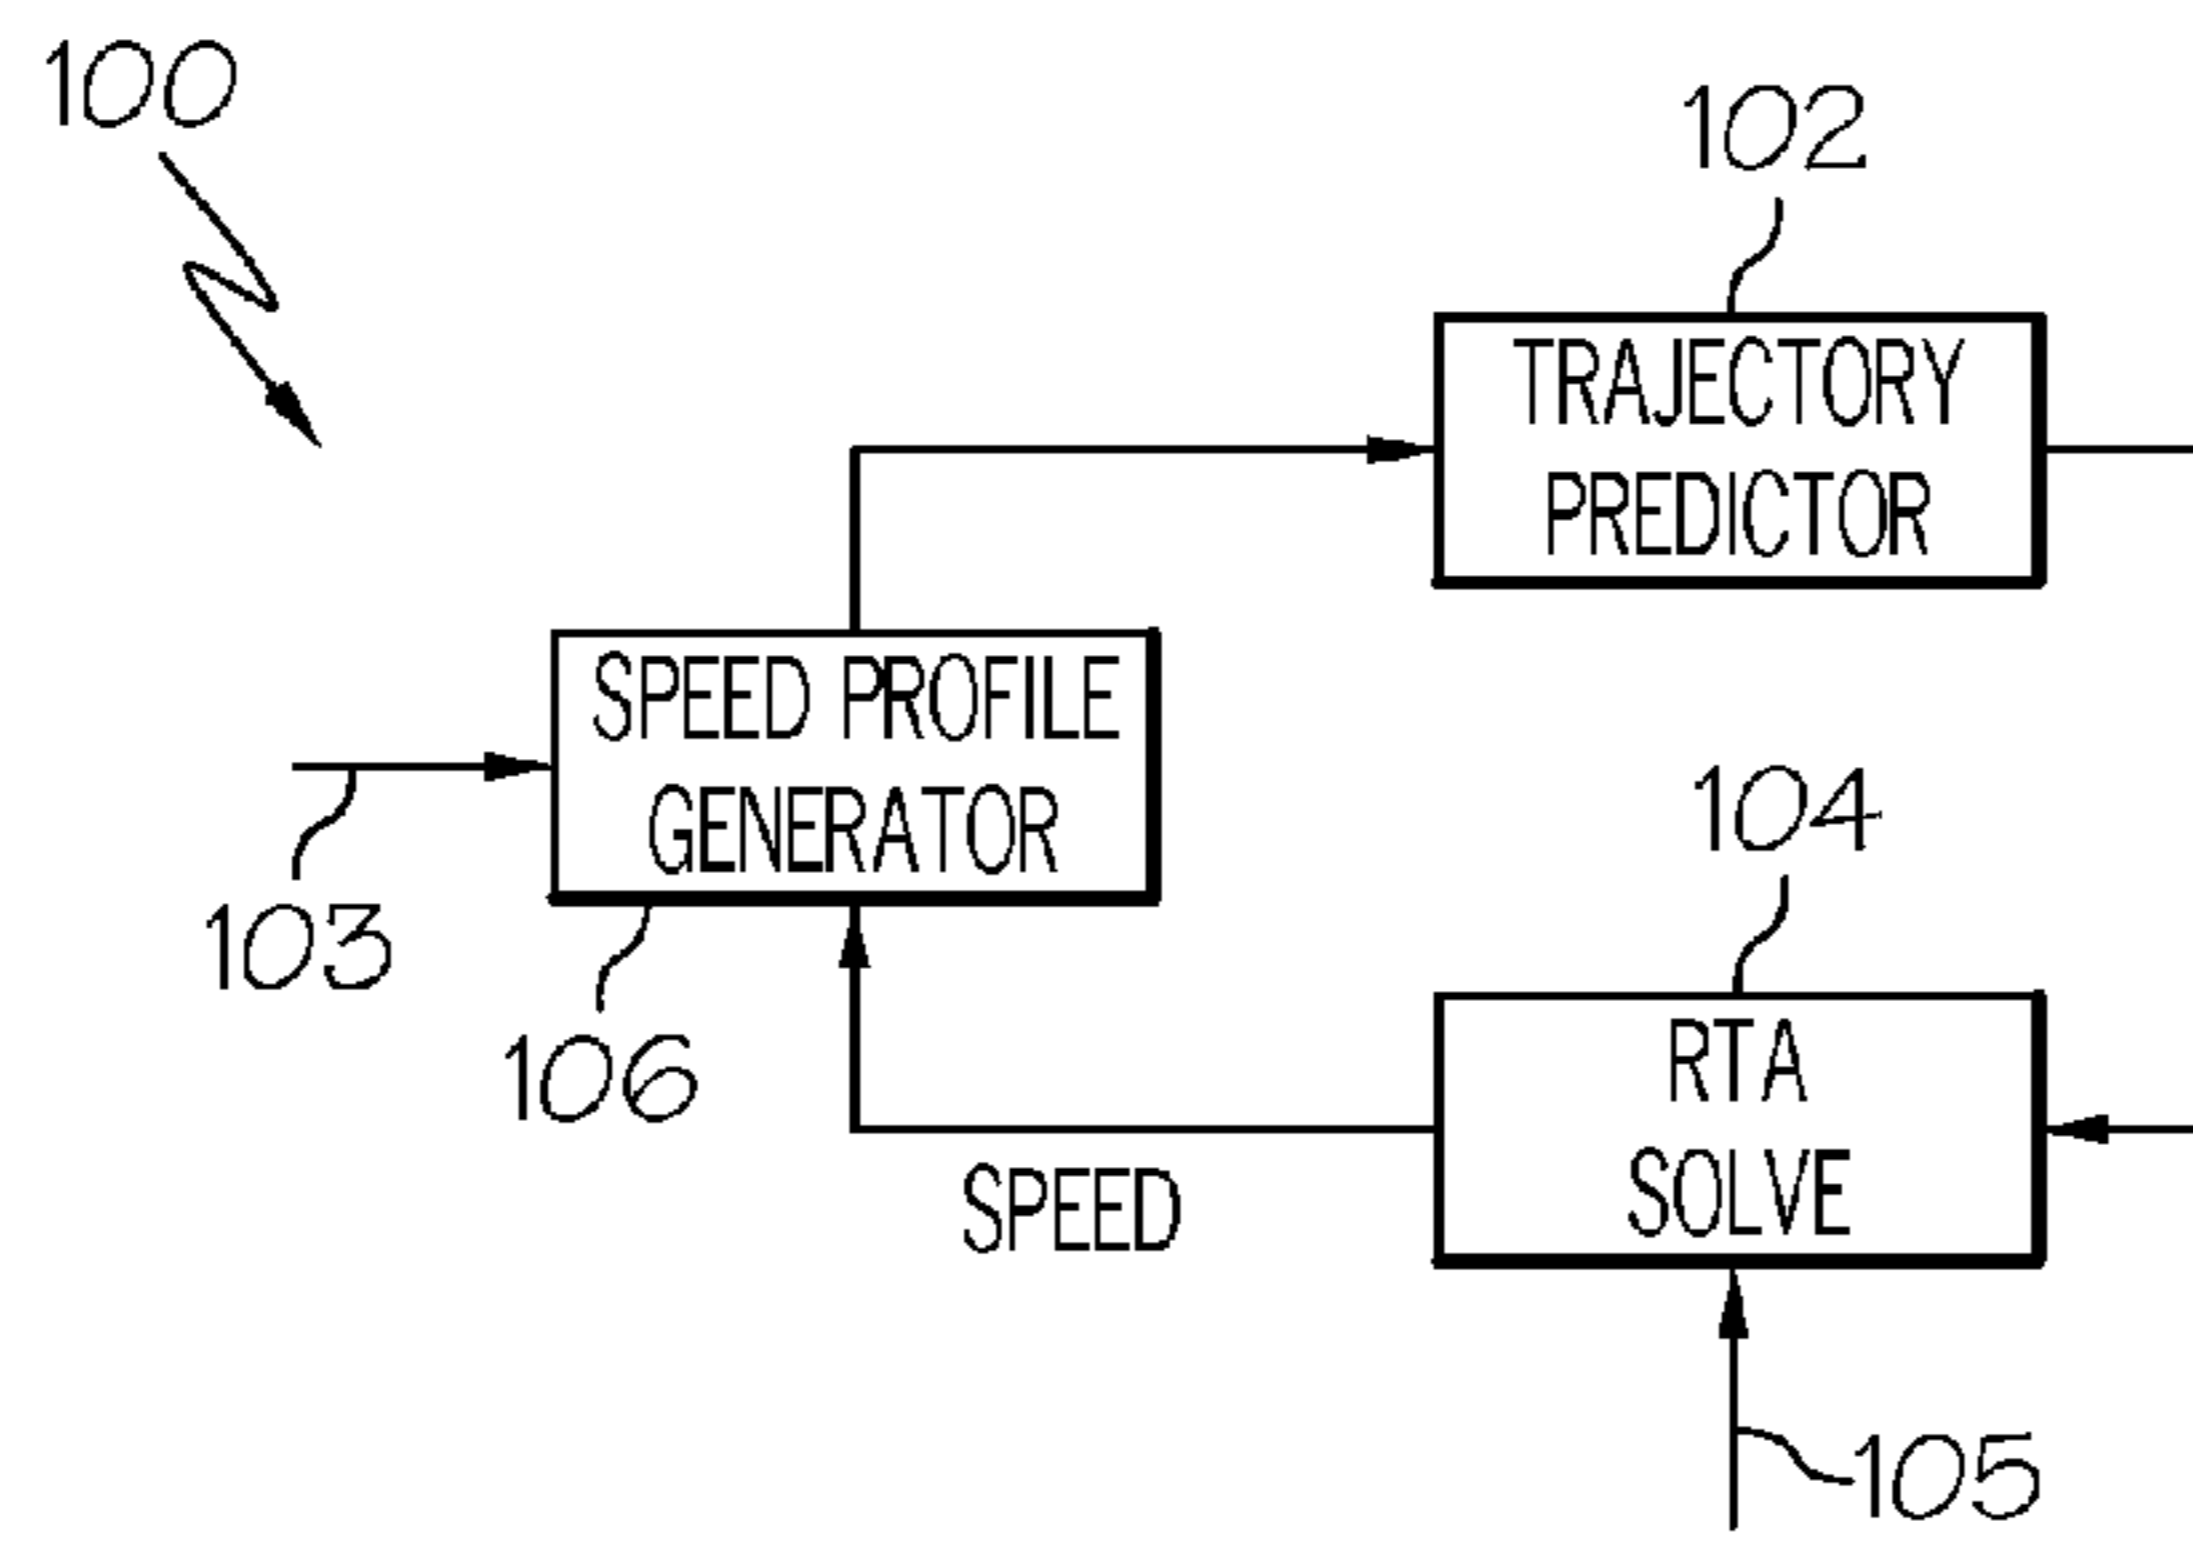 100
102
TRAJECTORY
PREDICTOR
SPEED PROFILE
GENERATOR
103
106
104
RTA
SOLVE
SPEED
105